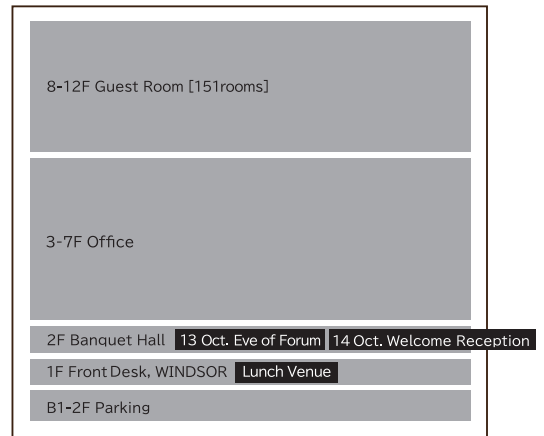 8-12F Guest Room [151rooms]
3-7F Office
2F Banquet Hall 13 Oct. Eve of Forum 14 Oct. Welcome Reception
1F Front Desk, WINDSOR Lunch Venue
B1-2F Parking